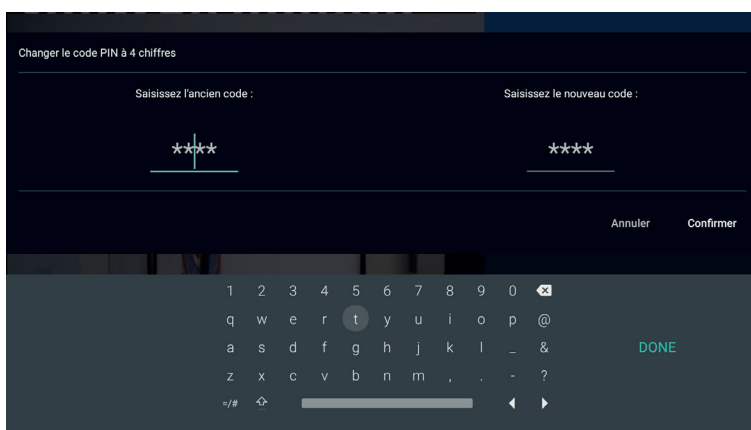 Changer le code PIN à 4 chiffres
Saisissez l'ancien code :
Saisissez le nouveau code :
****
****
Annuler
Confirmer
1 2 3 4 5 6 7 8 9 0
q w e r t y u i o p @
a s d f g h j k l _ & DONE
z x c v b n m , . - ?
=/#